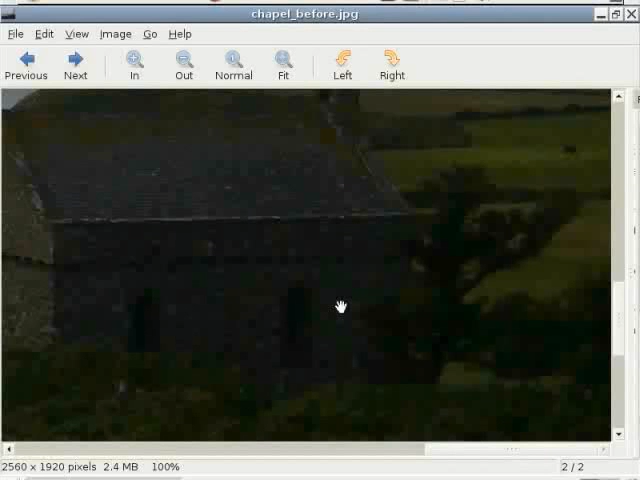 chapel_before.jpg
File Edit View Image Go Help
Previous Next In Out Normal Fit Left Right
2560 x 1920 pixels 2.4 MB 100% 2 / 2